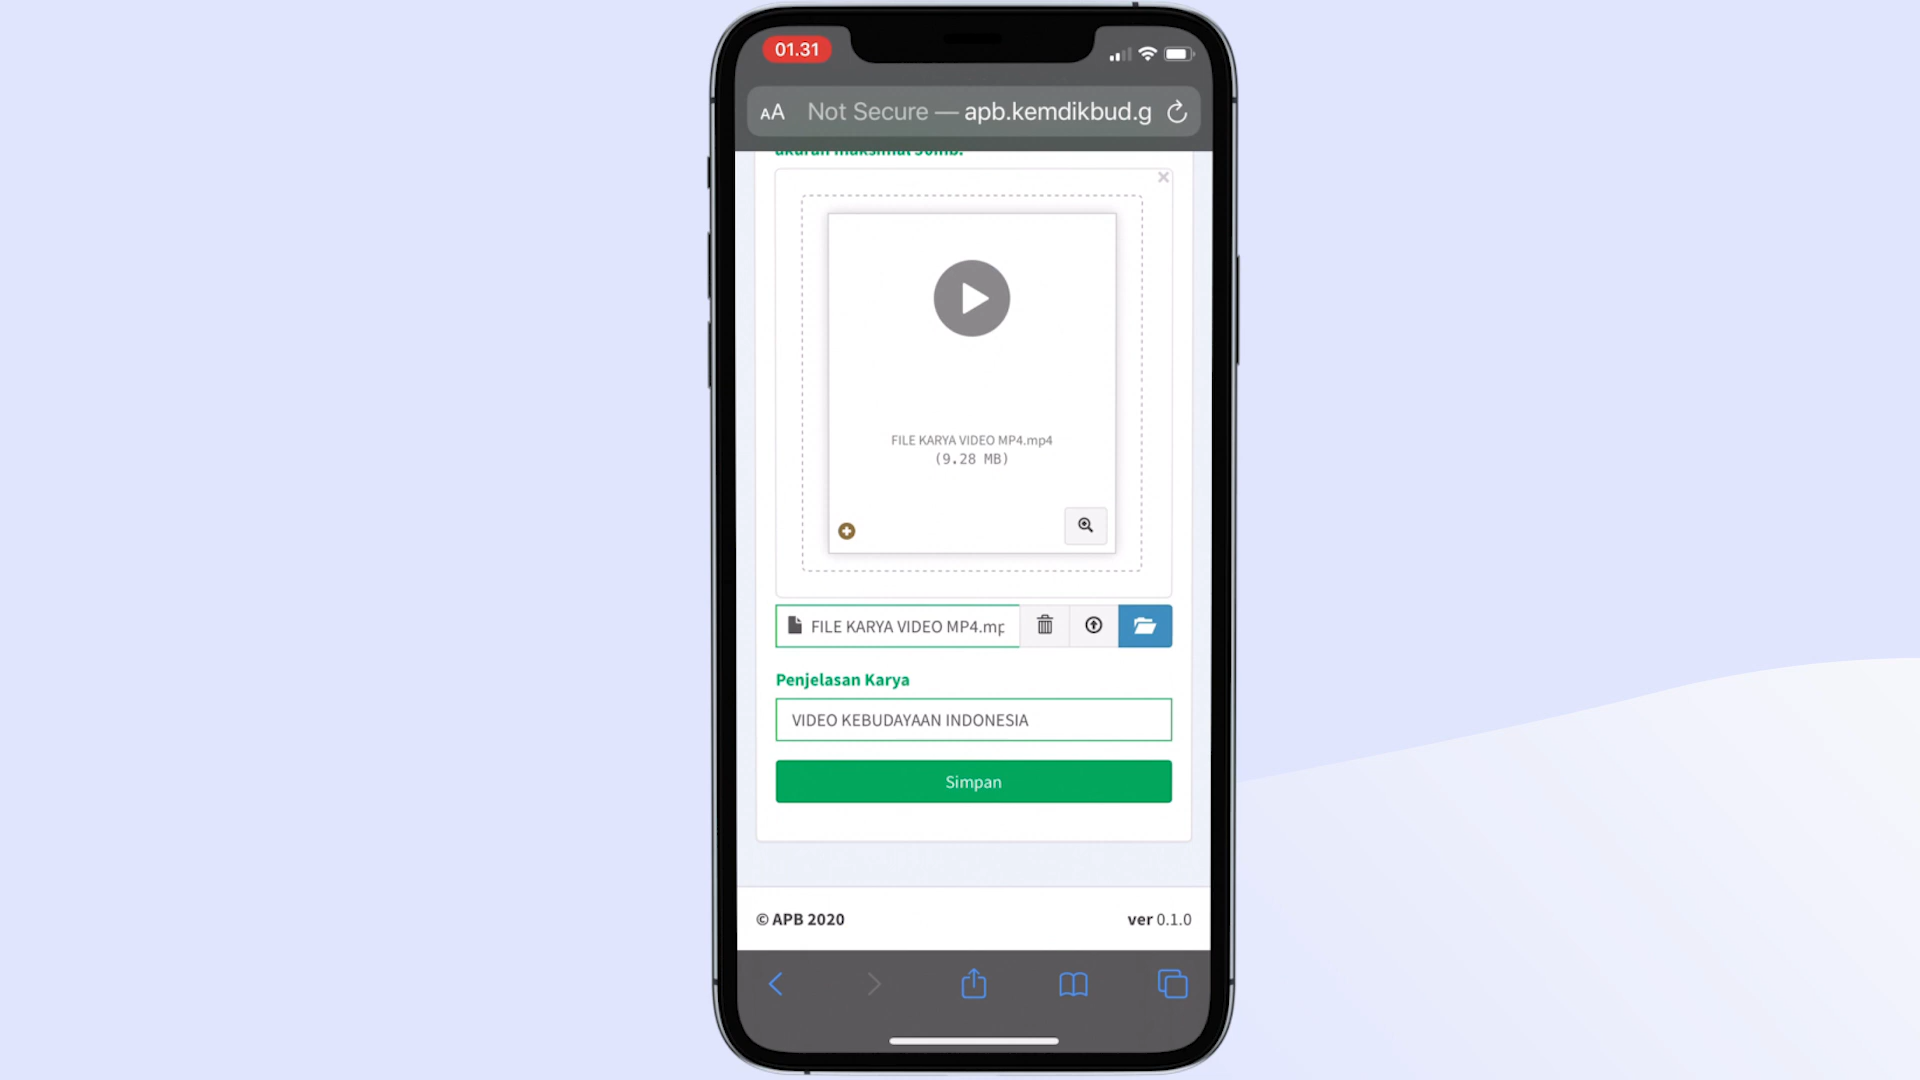 01.31
AA Not Secure — apb.kemdikbud.g
FILE KARYA VIDEO MP4.mp4
(9.28 MB)
FILE KARYA VIDEO MP4.mp
Penjelasan Karya
VIDEO KEBUDAYAAN INDONESIA
Simpan
© APB 2020
ver 0.1.0